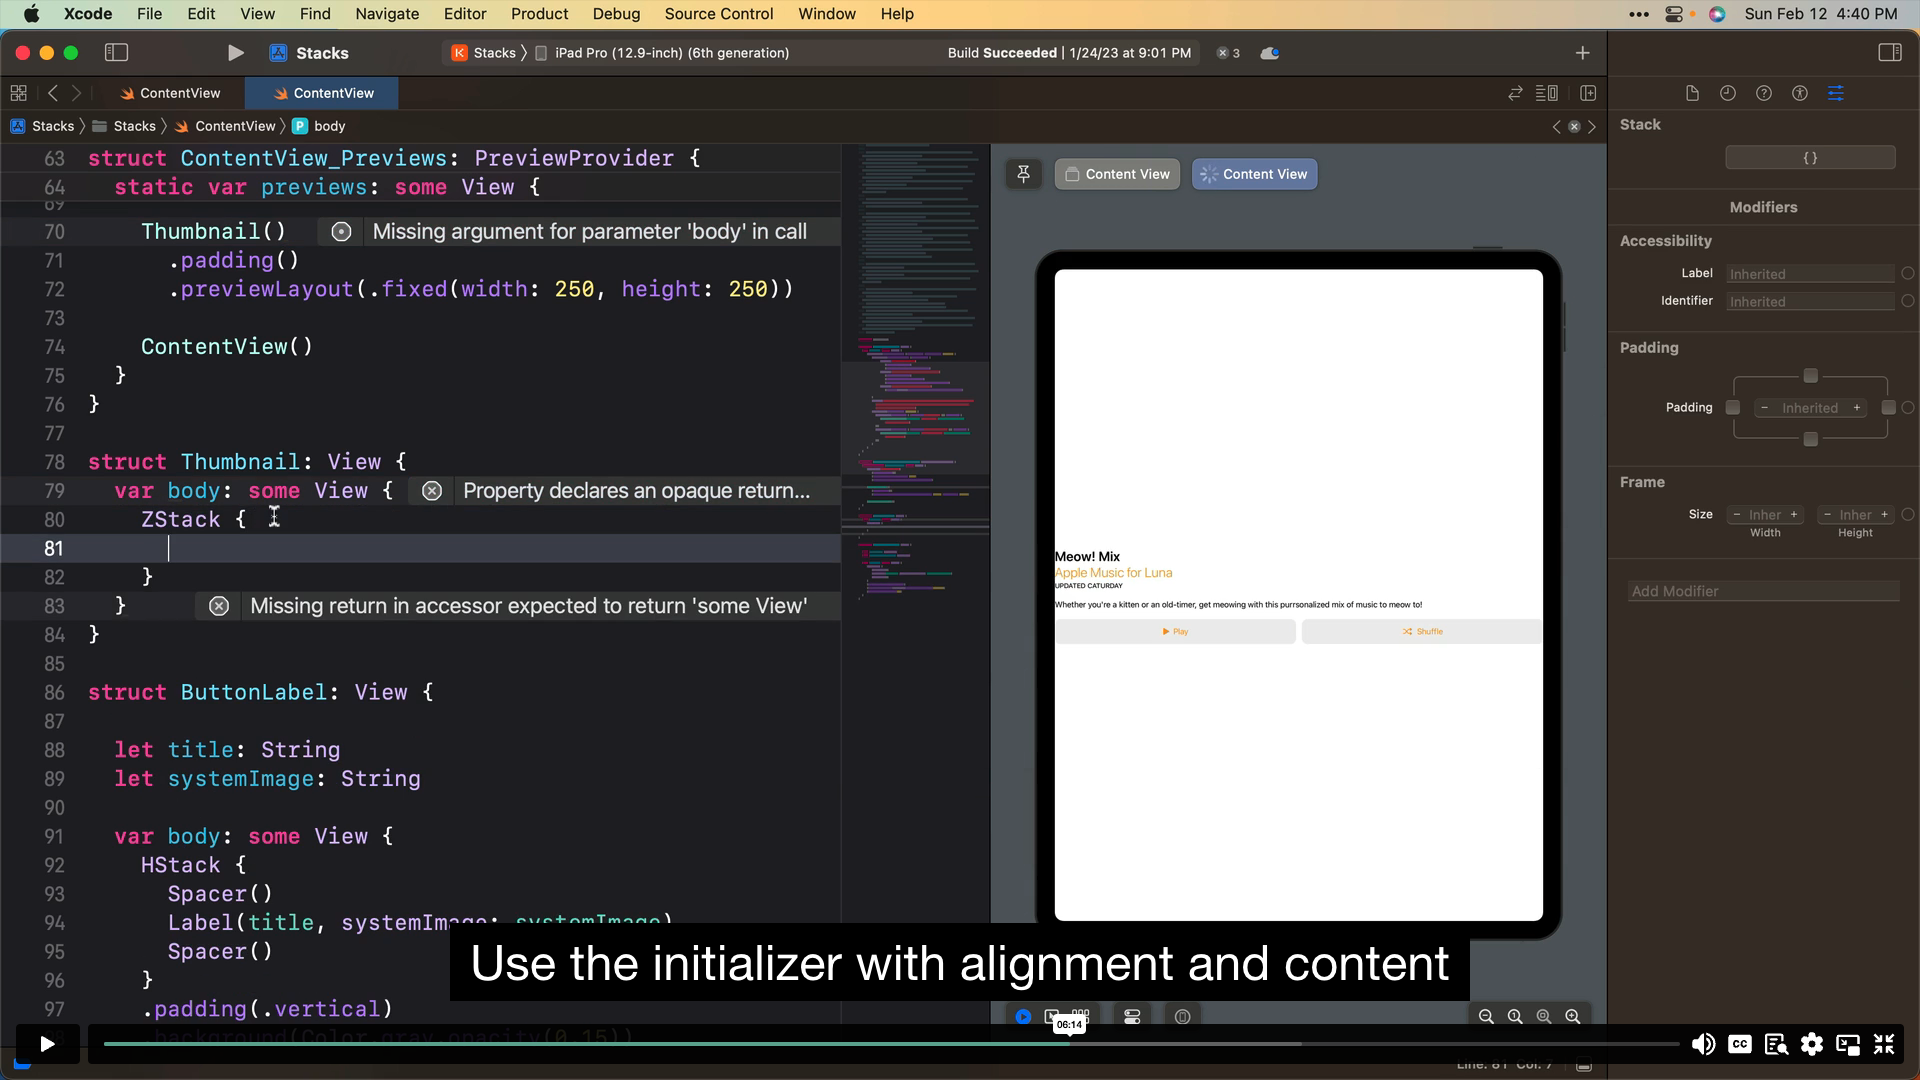 Xcode File Edit View Find Navigate Editor Product Debug Source Control Window Help Sun Feb 12 4:40 PM
Stacks Stacks iPad Pro (12.9-inch) (6th generation) Build Succeeded | 1/24/23 at 9:01 PM 3
ContentView ContentView
Stacks Stacks ContentView P body
63 struct ContentView_Previews: PreviewProvider {
64 static var previews: some View {
69
70 Thumbnail() Missing argument for parameter 'body' in call
71 .padding()
72 .previewLayout(.fixed(width: 250, height: 250))
73
74 ContentView()
75 }
76 }
77
78 struct Thumbnail: View {
79 var body: some View { Property declares an opaque return...
80 ZStack {
81
82 }
83 } Missing return in accessor expected to return 'some View'
84 }
85
86 struct ButtonLabel: View {
87
88 let title: String
89 let systemImage: String
90
91 var body: some View {
92 HStack {
93 Spacer()
94 Label(title, systemImage: systemImage)
95 Spacer()
96 }
97 .padding(.vertical)
.background(Color.gray.opacity(0.15))
Content View Content View
Meow! Mix
Apple Music for Luna
UPDATED CATURDAY
Whether you're a kitten or an old-timer, get meowing with this purrsonalized mix of music to meow to!
Play Shuffle
Stack
{ }
Modifiers
Accessibility
Label Inherited
Identifier Inherited
Padding
Padding − Inherited +
Frame
Size − Inher + − Inher +
Width Height
Add Modifier
Use the initializer with alignment and content
06:14
CC
Line: 81 Col: 7